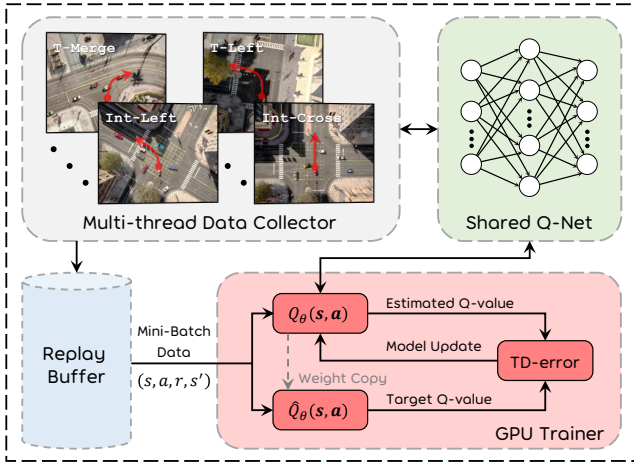 T-Merge
T-Left
Int-Left
Int-Cross
Multi-thread Data Collector
Shared Q-Net
Replay
Buffer
Mini-Batch
Data
(s, a, r, s′)
Q_θ(s, a)
Estimated Q-value
Model Update
TD-error
Weight Copy
Q̂_θ(s, a)
Target Q-value
GPU Trainer